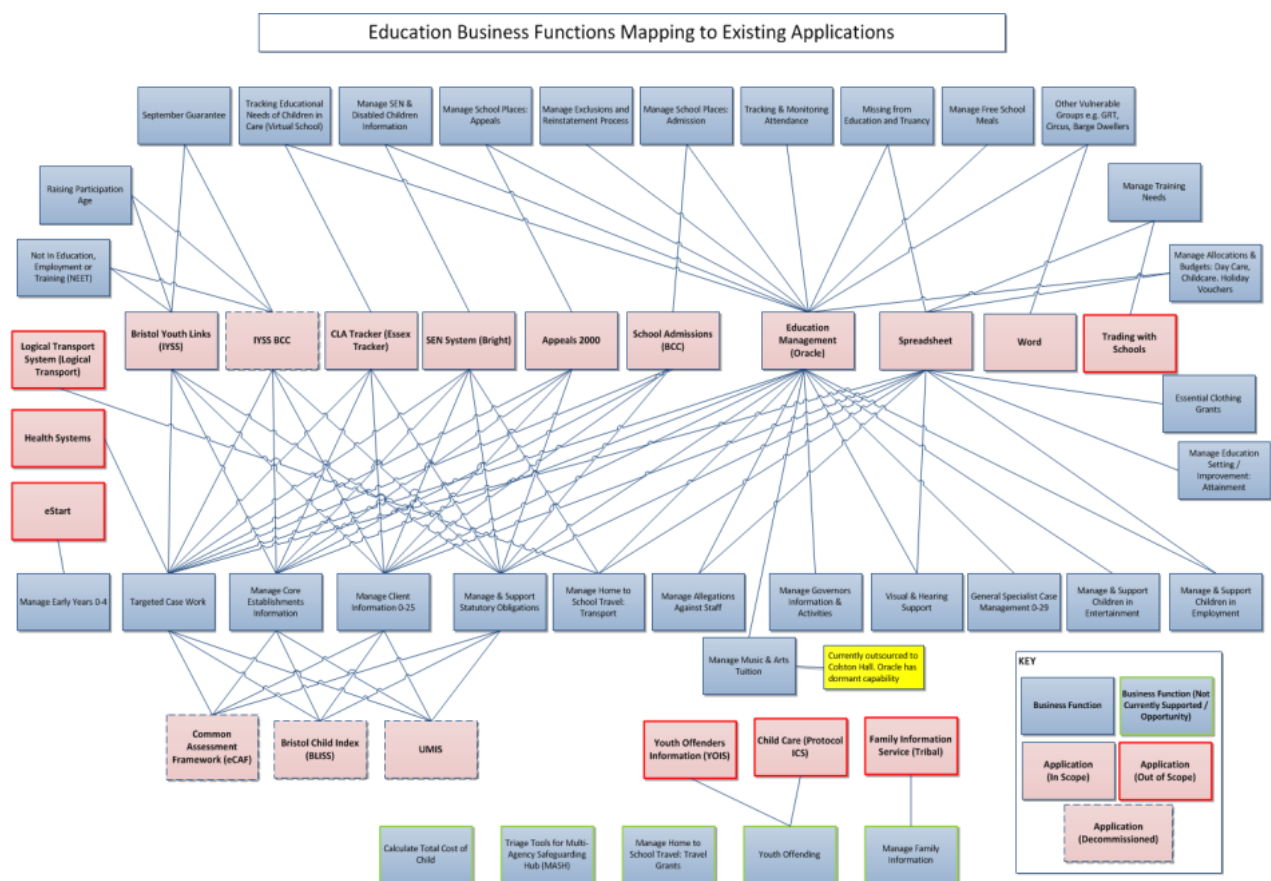 Education Business Functions Mapping to Existing Applications
September Guarantee
Tracking Educational
Needs of Children in
Care (Virtual School)
Manage SEN &
Disabled Children
Information
Manage School Places:
Appeals
Manage Exclusions and
Reinstatement Process
Manage School Places:
Admission
Tracking & Monitoring
Attendance
Missing from
Education and Truancy
Manage Free School
Meals
Other Vulnerable
Groups e.g. GRT,
Circus, Barge Dwellers
Raising Participation
Age
Manage Training
Needs
Not In Education,
Employment or
Training (NEET)
Manage Allocations &
Budgets: Day Care,
Childcare. Holiday
Vouchers
Logical Transport
System (Logical
Transport)
Bristol Youth Links
(IYSS)
IYSS BCC
CLA Tracker (Essex
Tracker)
SEN System (Bright)
Appeals 2000
School Admissions
(BCC)
Education
Management
(Oracle)
Spreadsheet
Word
Trading with
Schools
Essential Clothing
Grants
Health Systems
Manage Education
Setting /
Improvement:
Attainment
eStart
Manage Early Years 0-4
Targeted Case Work
Manage Core
Establishments
Information
Manage Client
Information 0-25
Manage & Support
Statutory Obligations
Manage Home to
School Travel:
Transport
Manage Allegations
Against Staff
Manage Governors
Information &
Activities
Visual & Hearing
Support
General Specialist Case
Management 0-29
Manage & Support
Children in
Entertainment
Manage & Support
Children in
Employment
Manage Music & Arts
Tuition
Currently outsourced to
Colston Hall. Oracle has
dormant capability
Common
Assessment
Framework (eCAF)
Bristol Child Index
(BLISS)
UMIS
Youth Offenders
Information (YOIS)
Child Care (Protocol
ICS)
Family Information
Service (Tribal)
Calculate Total Cost of
Child
Triage Tools for Multi-
Agency Safeguarding
Hub (MASH)
Manage Home to
School Travel: Travel
Grants
Youth Offending
Manage Family
Information
KEY
Business Function
Business Function (Not
Currently Supported /
Opportunity)
Application
(In Scope)
Application
(Out of Scope)
Application
(Decommissioned)